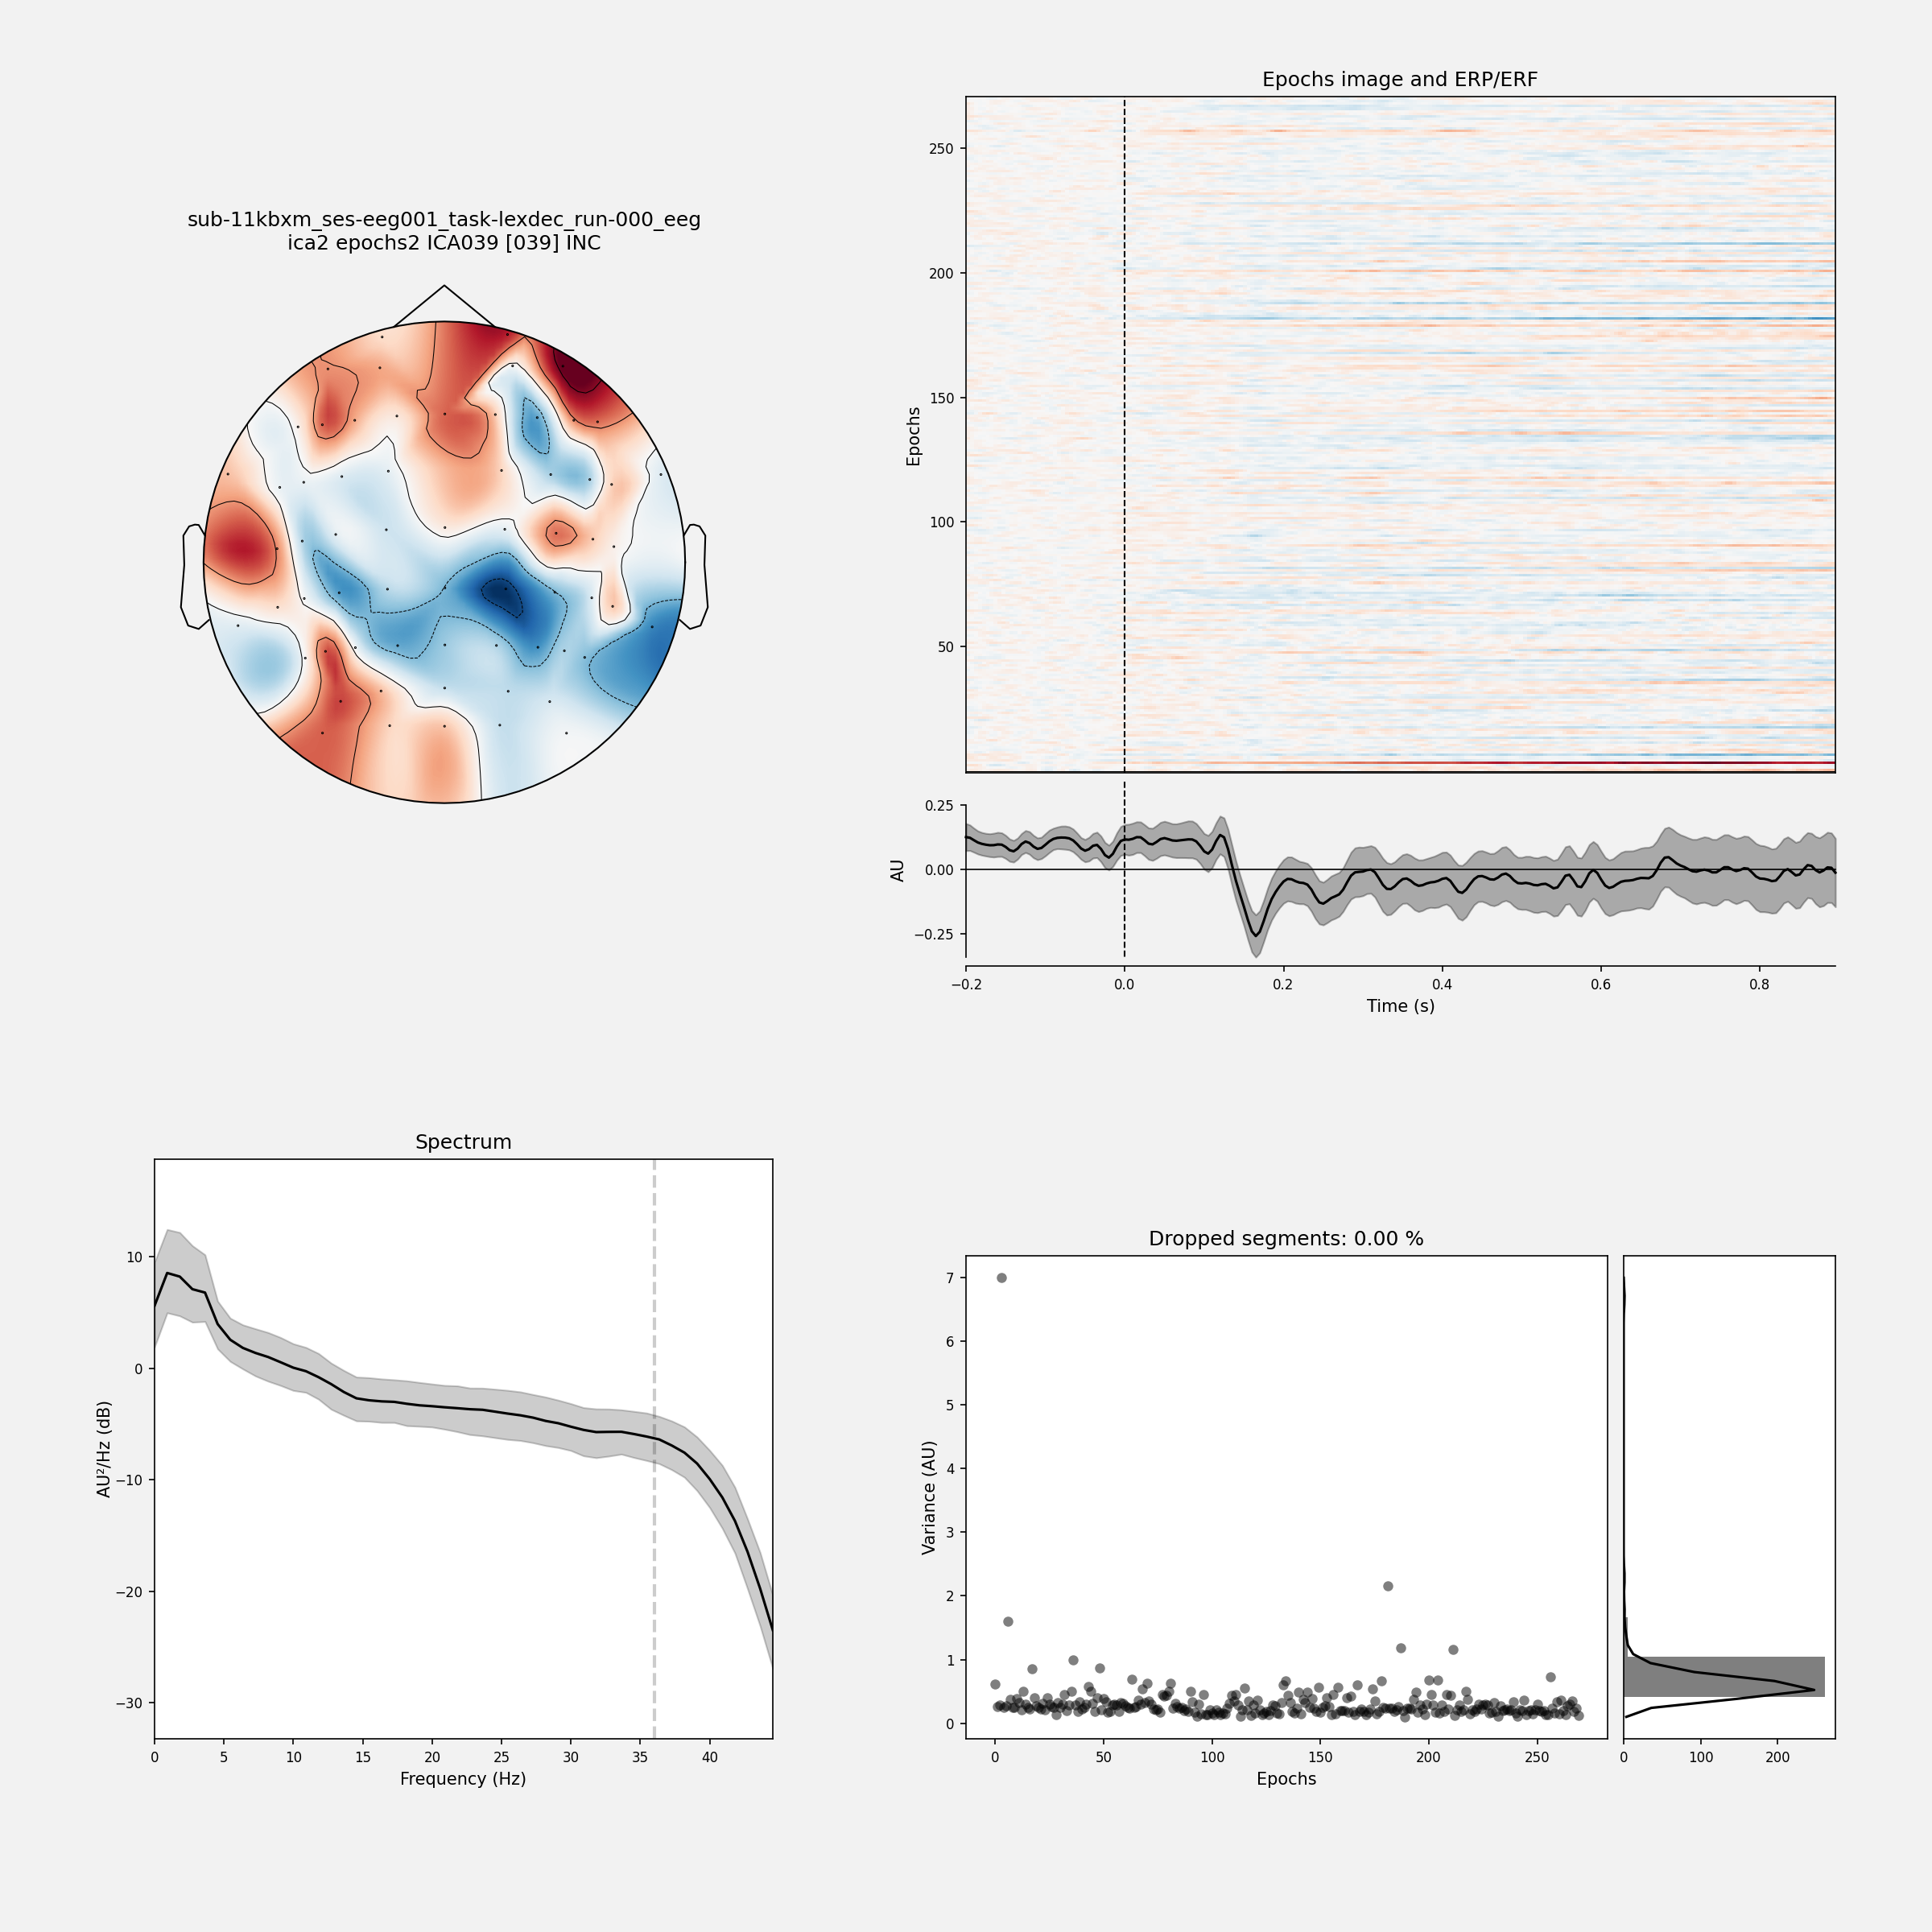 sub-11kbxm_ses-eeg001_task-lexdec_run-000_eeg
ica2 epochs2 ICA039 [039] INC
Epochs image and ERP/ERF
Epochs
250
200
150
100
50
AU
0.25
0.00
−0.25
−0.2 0.0 0.2 0.4 0.6 0.8
Time (s)
Spectrum
AU²/Hz (dB)
10
0
−10
−20
−30
0 5 10 15 20 25 30 35 40
Frequency (Hz)
Dropped segments: 0.00 %
Variance (AU)
7
6
5
4
3
2
1
0
0 50 100 150 200 250
Epochs
0 100 200